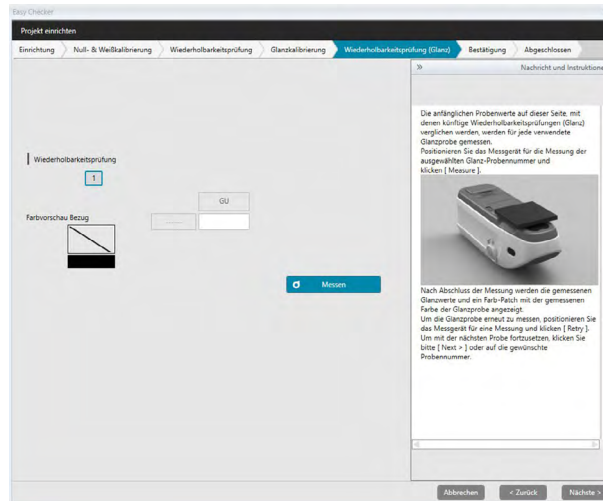 Easy Checker
Projekt einrichten
Einrichtung
Null- & Weißkalibrierung
Wiederholbarkeitsprüfung
Glanzkalibrierung
Wiederholbarkeitsprüfung (Glanz)
Bestätigung
Abgeschlossen
» Nachricht und Instruktione
Wiederholbarkeitsprüfung
1
GU
Farbvorschau Bezug
Messen
Die anfänglichen Probenwerte auf dieser Seite, mit
denen künftige Wiederholbarkeitsprüfungen (Glanz)
verglichen werden, werden für jede verwendete
Glanzprobe gemessen.
Positionieren Sie das Messgerät für die Messung der
ausgewählten Glanz-Probennummer und
klicken [ Measure ].
Nach Abschluss der Messung werden die gemessenen
Glanzwerte und ein Farb-Patch mit der gemessenen
Farbe der Glanzprobe angezeigt.
Um die Glanzprobe erneut zu messen, positionieren Sie
das Messgerät für eine Messung und klicken [ Retry ].
Um mit der nächsten Probe fortzusetzen, klicken Sie
bitte [ Next > ] oder auf die gewünschte
Probennummer.
Abbrechen
< Zurück
Nächste >